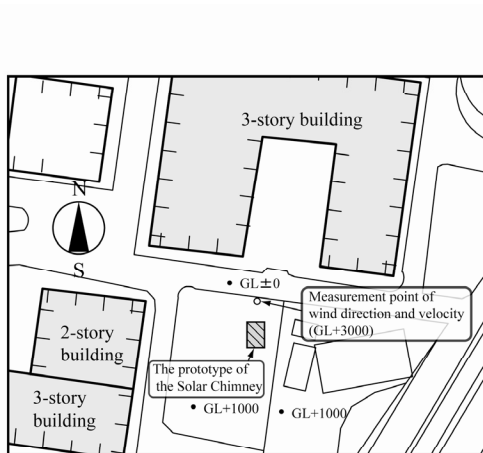 3-story building
N
S
GL±0
Measurement point of
wind direction and velocity
(GL+3000)
2-story
building
The prototype of
the Solar Chimney
3-story
building
GL+1000
GL+1000